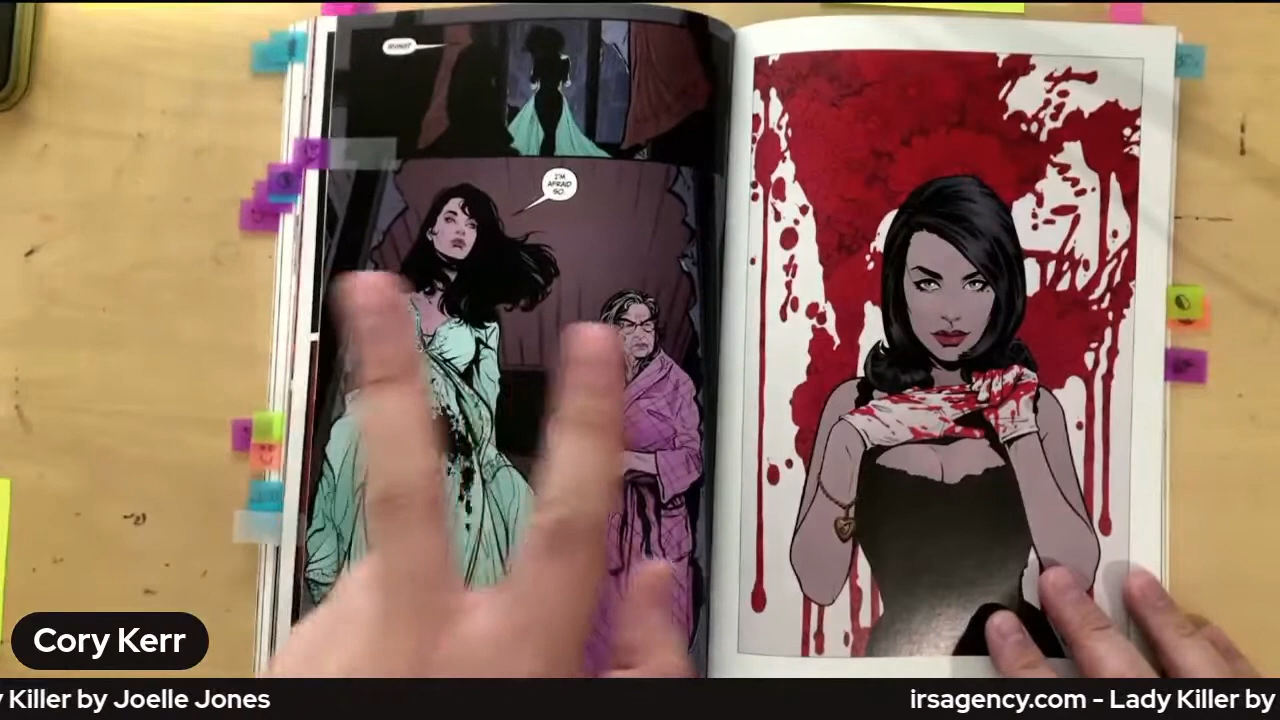 I'M
AFRAID
SO.
Cory Kerr
y Killer by Joelle Jones
irsagency.com - Lady Killer by